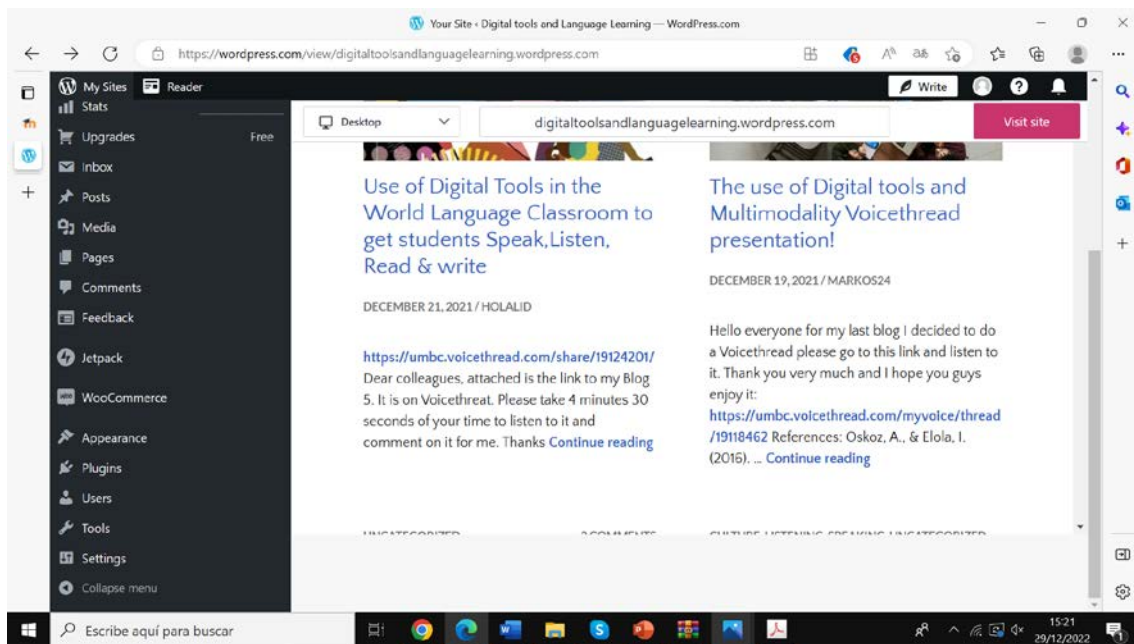 Your Site ‹ Digital tools and Language Learning — WordPress.com
https://wordpress.com/view/digitaltoolsandlanguagelearning.wordpress.com
My Sites
Reader
Write
Stats
Upgrades Free
Inbox
Posts
Media
Pages
Comments
Feedback
Jetpack
WooCommerce
Appearance
Plugins
Users
Tools
Settings
Collapse menu
Desktop
digitaltoolsandlanguagelearning.wordpress.com
Visit site
Use of Digital Tools in the
World Language Classroom to
get students Speak,Listen,
Read & write
DECEMBER 21, 2021 / HOLALID
https://umbc.voicethread.com/share/19124201/
Dear colleagues, attached is the link to my Blog
5. It is on Voicethreat. Please take 4 minutes 30
seconds of your time to listen to it and
comment on it for me. Thanks Continue reading
UNCATEGORIZED 2 COMMENTS
The use of Digital tools and
Multimodality Voicethread
presentation!
DECEMBER 19, 2021 / MARKOS24
Hello everyone for my last blog I decided to do
a Voicethread please go to this link and listen to
it. Thank you very much and I hope you guys
enjoy it:
https://umbc.voicethread.com/myvoice/thread
/19118462 References: Oskoz, A., & Elola, I.
(2016). ... Continue reading
CULTURE, LISTENING, SPEAKING, UNCATEGORIZED
Escribe aquí para buscar
15:21
29/12/2022